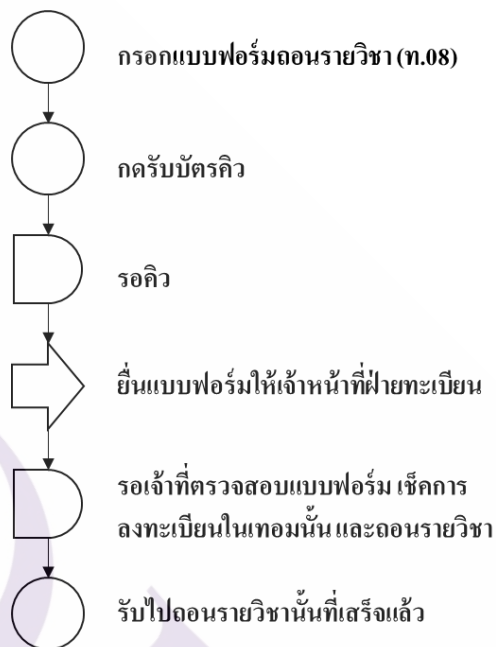 กรอกแบบฟอร์มถอนรายวิชา (ท.08)
กดรับบัตรคิว
รอคิว
ยื่นแบบฟอร์มให้เจ้าหน้าที่ฝ่ายทะเบียน
รอเจ้าที่ตรวจสอบแบบฟอร์ม เช็คการ
ลงทะเบียนในเทอมนั้น และถอนรายวิชา
รับใบถอนรายวิชานั้นที่เสร็จแล้ว